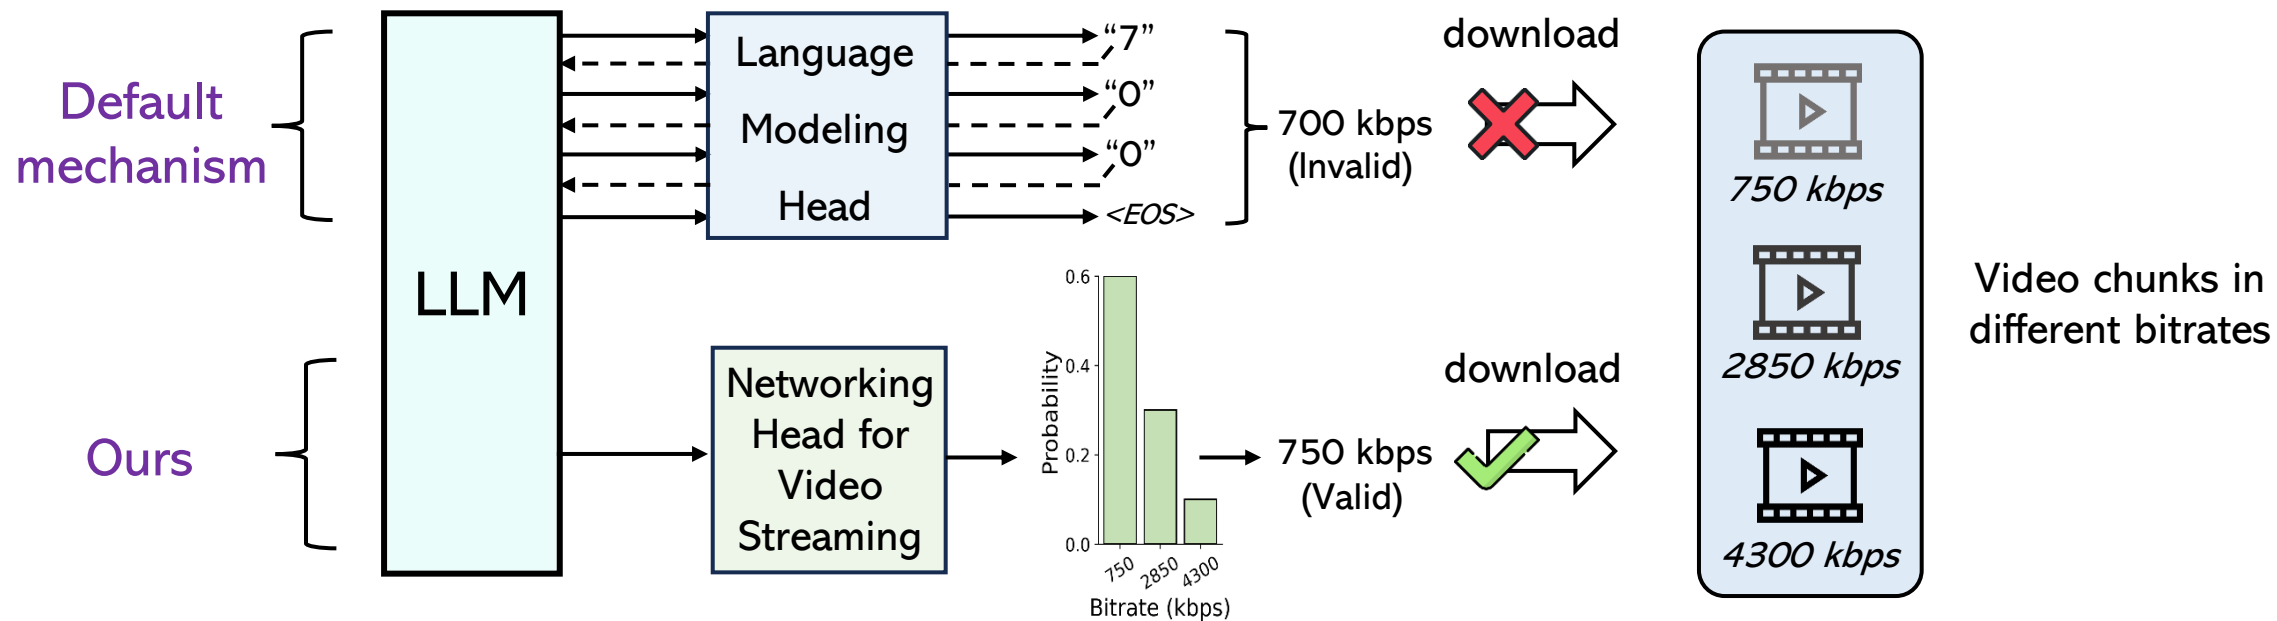 Default
mechanism
Ours
LLM
Language
Modeling
Head
“7”
“0”
“0”
<EOS>
700 kbps
(Invalid)
download
Networking
Head for
Video
Streaming
Probability
0.6
0.4
0.2
0.0
750
2850
4300
Bitrate (kbps)
750 kbps
(Valid)
download
750 kbps
2850 kbps
4300 kbps
Video chunks in
different bitrates